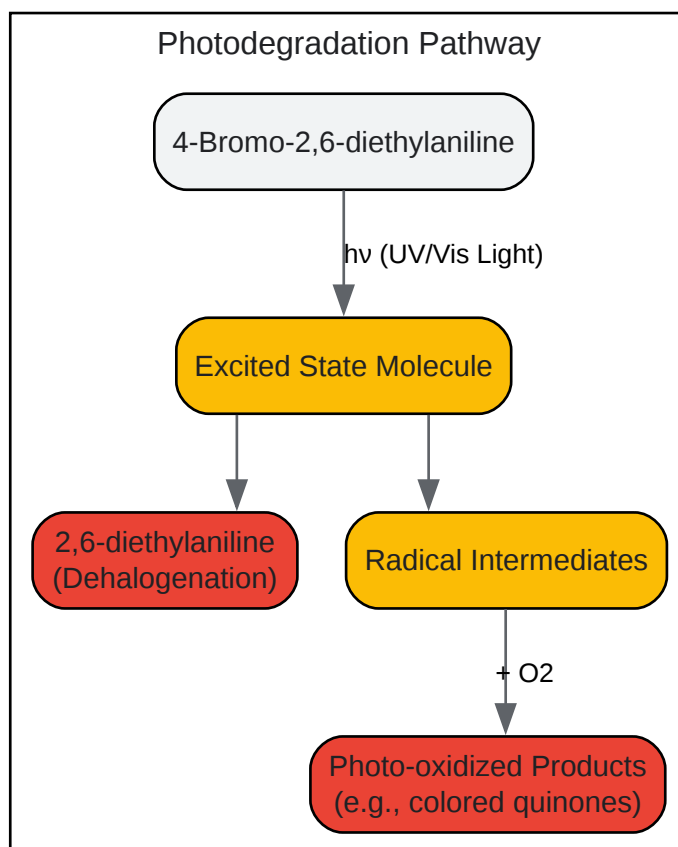 Photodegradation Pathway
4-Bromo-2,6-diethylaniline
hν (UV/Vis Light)
Excited State Molecule
2,6-diethylaniline
(Dehalogenation)
Radical Intermediates
+ O2
Photo-oxidized Products
(e.g., colored quinones)